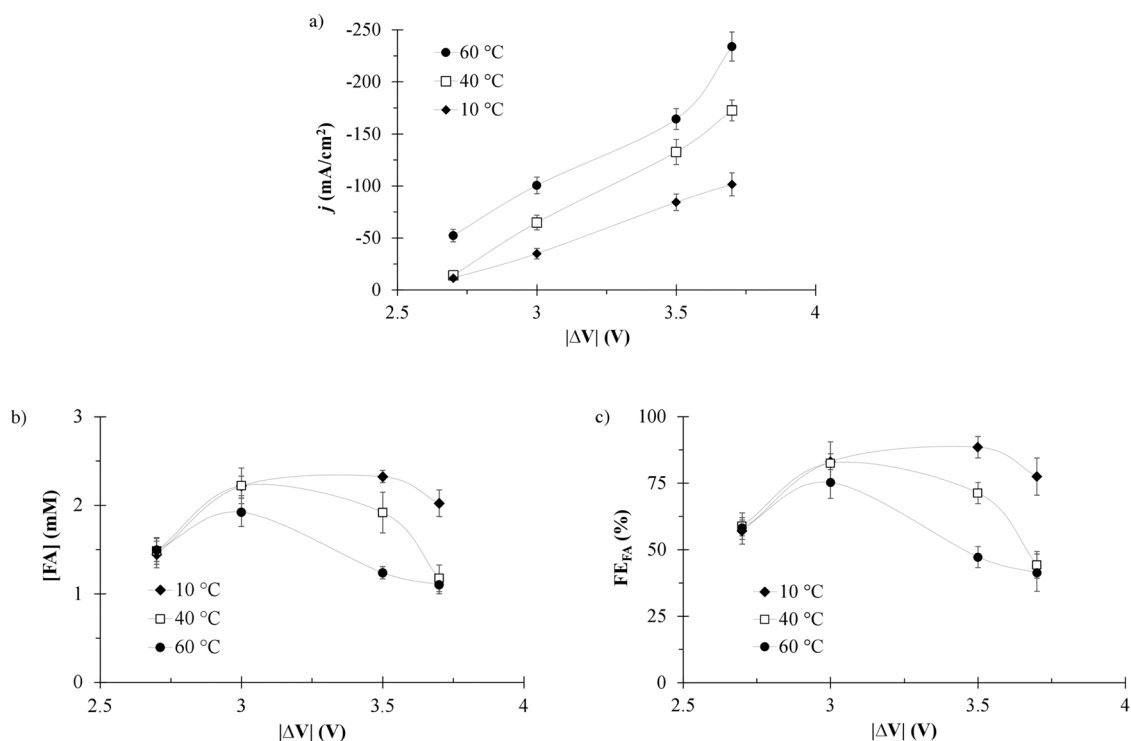 a)
-250
-200
-150
-100
-50
0
j (mA/cm²)
60 °C
40 °C
10 °C
2.5 3 3.5 4
|ΔV| (V)
b)
3
2
1
0
[FA] (mM)
10 °C
40 °C
60 °C
2.5 3 3.5 4
|ΔV| (V)
c)
100
75
50
25
0
FE_FA (%)
10 °C
40 °C
60 °C
2.5 3 3.5 4
|ΔV| (V)